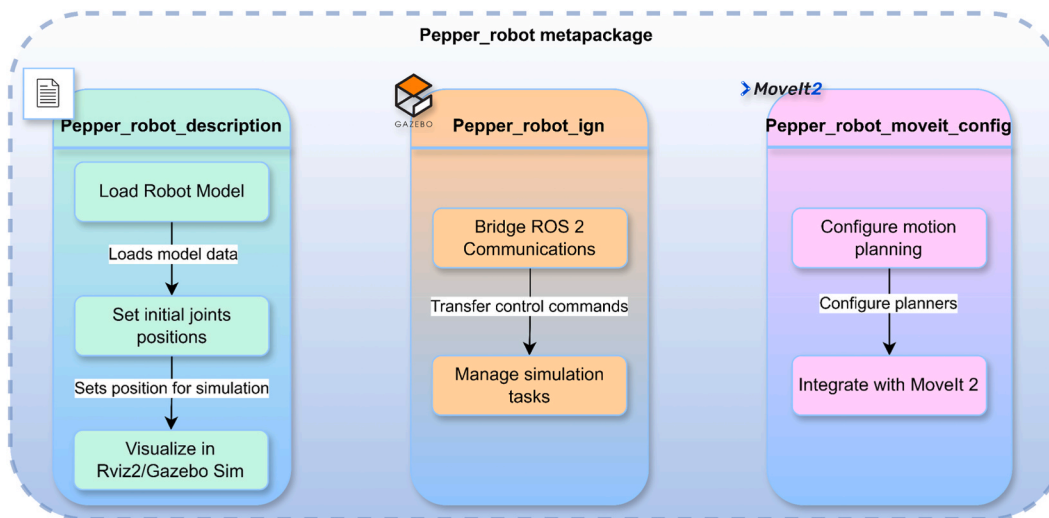 Pepper_robot metapackage
Pepper_robot_description
Load Robot Model
Loads model data
Set initial joints
positions
Sets position for simulation
Visualize in
Rviz2/Gazebo Sim
GAZEBO
Pepper_robot_ign
Bridge ROS 2
Communications
Transfer control commands
Manage simulation
tasks
MoveIt2
Pepper_robot_moveit_config
Configure motion
planning
Configure planners
Integrate with MoveIt 2